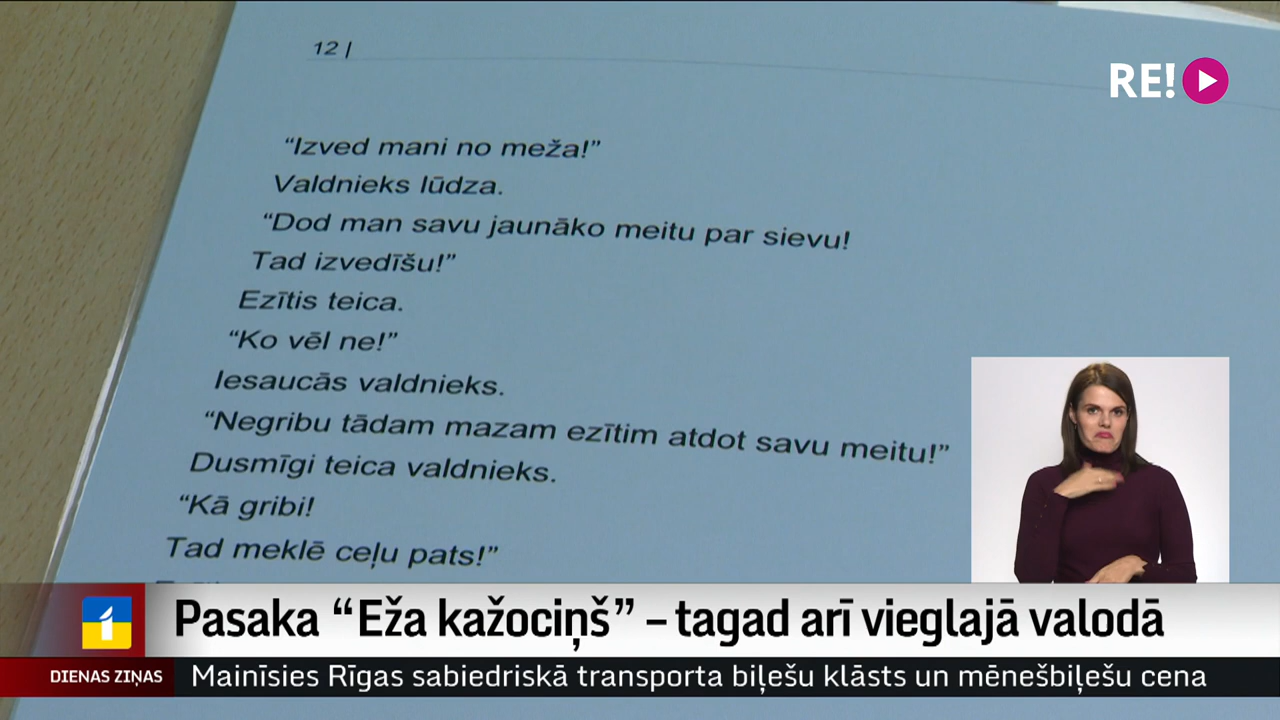 12 |
RE!
“Izved mani no meža!”
Valdnieks lūdza.
“Dod man savu jaunāko meitu par sievu!
Tad izvedīšu!”
Ezītis teica.
“Ko vēl ne!”
Iesaucās valdnieks.
“Negribu tādam mazam ezītim atdot savu meitu!”
Dusmīgi teica valdnieks.
“Kā gribi!
Tad meklē ceļu pats!”
1
Pasaka “Eža kažociņš” – tagad arī vieglajā valodā
DIENAS ZIŅAS
Mainīsies Rīgas sabiedriskā transporta biļešu klāsts un mēnešbiļešu cena